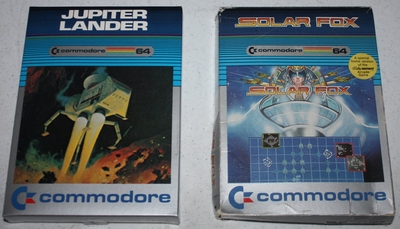 JUPITER
LANDER
commodore 64
commodore
SOLAR FOX
commodore 64
SOLAR FOX
commodore